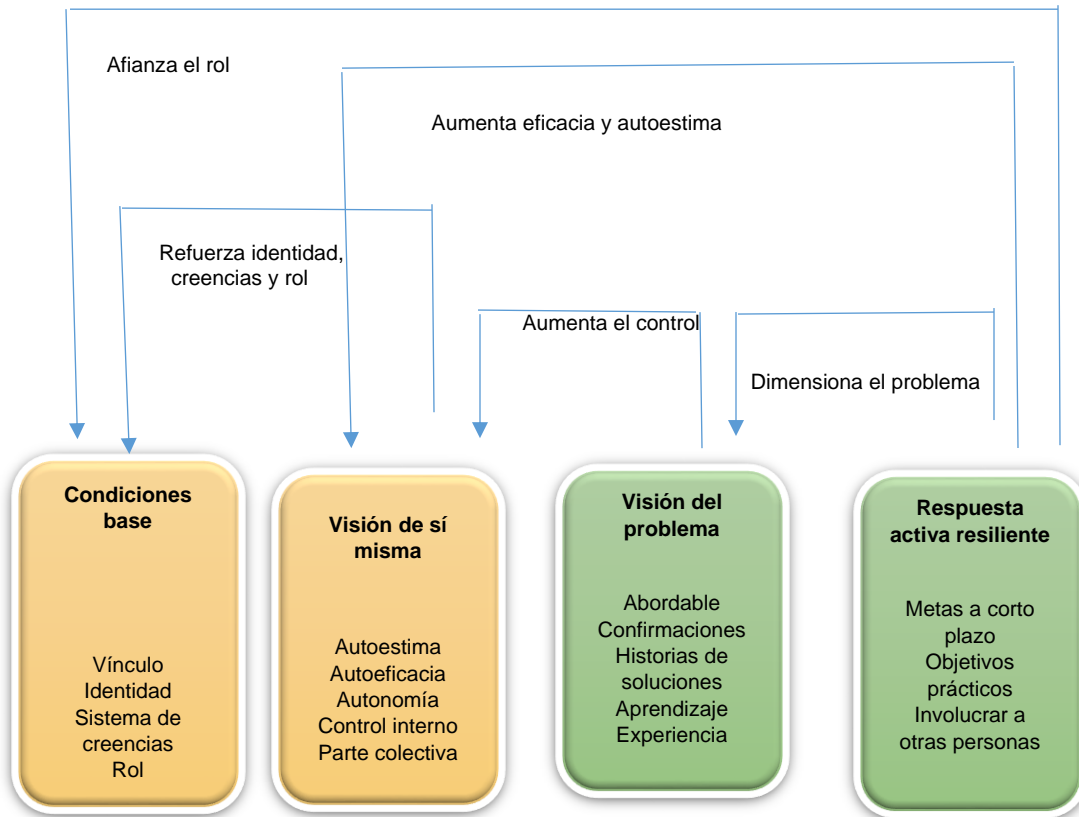 Afianza el rol
Aumenta eficacia y autoestima
Refuerza identidad,
creencias y rol
Aumenta el control
Dimensiona el problema
Condiciones
base
Vínculo
Identidad
Sistema de
creencias
Rol
Visión de sí
misma
Autoestima
Autoeficacia
Autonomía
Control interno
Parte colectiva
Visión del
problema
Abordable
Confirmaciones
Historias de
soluciones
Aprendizaje
Experiencia
Respuesta
activa resiliente
Metas a corto
plazo
Objetivos
prácticos
Involucrar a
otras personas